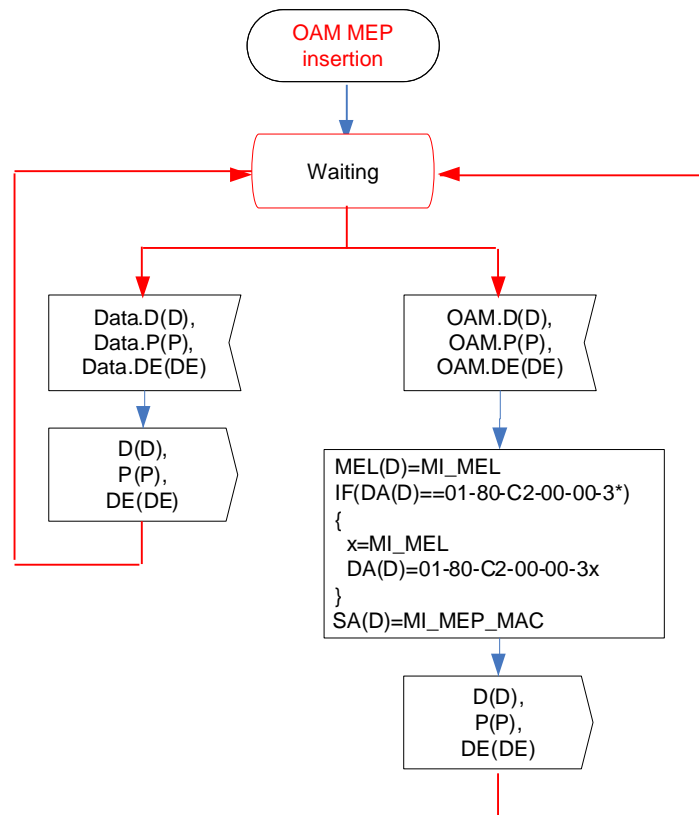 OAM MEP
insertion
Waiting
Data.D(D),
Data.P(P),
Data.DE(DE)
D(D),
P(P),
DE(DE)
OAM.D(D),
OAM.P(P),
OAM.DE(DE)
MEL(D)=MI_MEL
IF(DA(D)==01-80-C2-00-00-3*)
{
x=MI_MEL
DA(D)=01-80-C2-00-00-3x
}
SA(D)=MI_MEP_MAC
D(D),
P(P),
DE(DE)